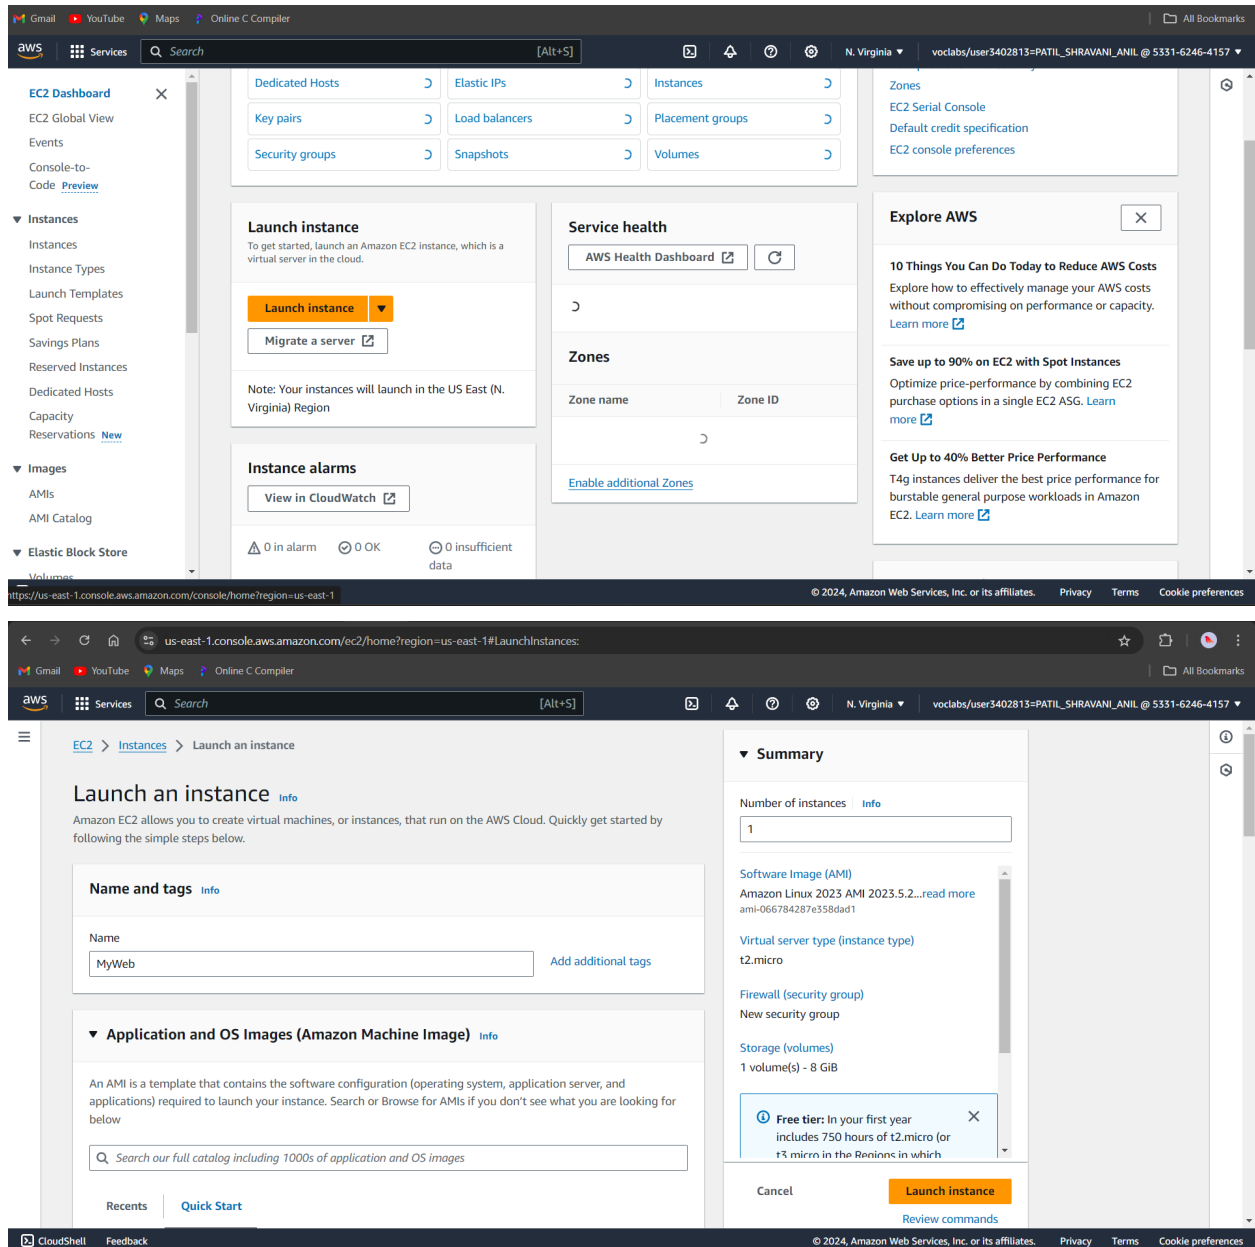 Gmail YouTube Maps Online C Compiler All Bookmarks
aws Services Search [Alt+S] N. Virginia ▼ voclabs/user3402813=PATIL_SHRAVANI_ANIL @ 5331-6246-4157 ▼
EC2 Dashboard
EC2 Global View
Events
Console-to-
Code Preview
▼ Instances
Instances
Instance Types
Launch Templates
Spot Requests
Savings Plans
Reserved Instances
Dedicated Hosts
Capacity
Reservations New
▼ Images
AMIs
AMI Catalog
▼ Elastic Block Store
Volumes
Dedicated Hosts Elastic IPs Instances
Key pairs Load balancers Placement groups
Security groups Snapshots Volumes
Launch instance
To get started, launch an Amazon EC2 instance, which is a
virtual server in the cloud.
Launch instance ▼
Migrate a server
Note: Your instances will launch in the US East (N.
Virginia) Region
Instance alarms
View in CloudWatch
0 in alarm 0 OK 0 insufficient
data
Service health
AWS Health Dashboard
Zones
Zone name Zone ID
Enable additional Zones
Zones
EC2 Serial Console
Default credit specification
EC2 console preferences
Explore AWS
10 Things You Can Do Today to Reduce AWS Costs
Explore how to effectively manage your AWS costs
without compromising on performance or capacity.
Learn more
Save up to 90% on EC2 with Spot Instances
Optimize price-performance by combining EC2
purchase options in a single EC2 ASG. Learn
more
Get Up to 40% Better Price Performance
T4g instances deliver the best price performance for
burstable general purpose workloads in Amazon
EC2. Learn more
https://us-east-1.console.aws.amazon.com/console/home?region=us-east-1 © 2024, Amazon Web Services, Inc. or its affiliates. Privacy Terms Cookie preferences
us-east-1.console.aws.amazon.com/ec2/home?region=us-east-1#LaunchInstances:
Gmail YouTube Maps Online C Compiler All Bookmarks
aws Services Search [Alt+S] N. Virginia ▼ voclabs/user3402813=PATIL_SHRAVANI_ANIL @ 5331-6246-4157 ▼
EC2 > Instances > Launch an instance
Launch an instance Info
Amazon EC2 allows you to create virtual machines, or instances, that run on the AWS Cloud. Quickly get started by
following the simple steps below.
Name and tags Info
Name
MyWeb Add additional tags
▼ Application and OS Images (Amazon Machine Image) Info
An AMI is a template that contains the software configuration (operating system, application server, and
applications) required to launch your instance. Search or Browse for AMIs if you don't see what you are looking for
below
Search our full catalog including 1000s of application and OS images
Recents Quick Start
▼ Summary
Number of instances Info
1
Software Image (AMI)
Amazon Linux 2023 AMI 2023.5.2...read more
ami-066784287e358dad1
Virtual server type (instance type)
t2.micro
Firewall (security group)
New security group
Storage (volumes)
1 volume(s) - 8 GiB
Free tier: In your first year
includes 750 hours of t2.micro (or
t3.micro in the Regions in which
Cancel Launch instance
Review commands
CloudShell Feedback © 2024, Amazon Web Services, Inc. or its affiliates. Privacy Terms Cookie preferences